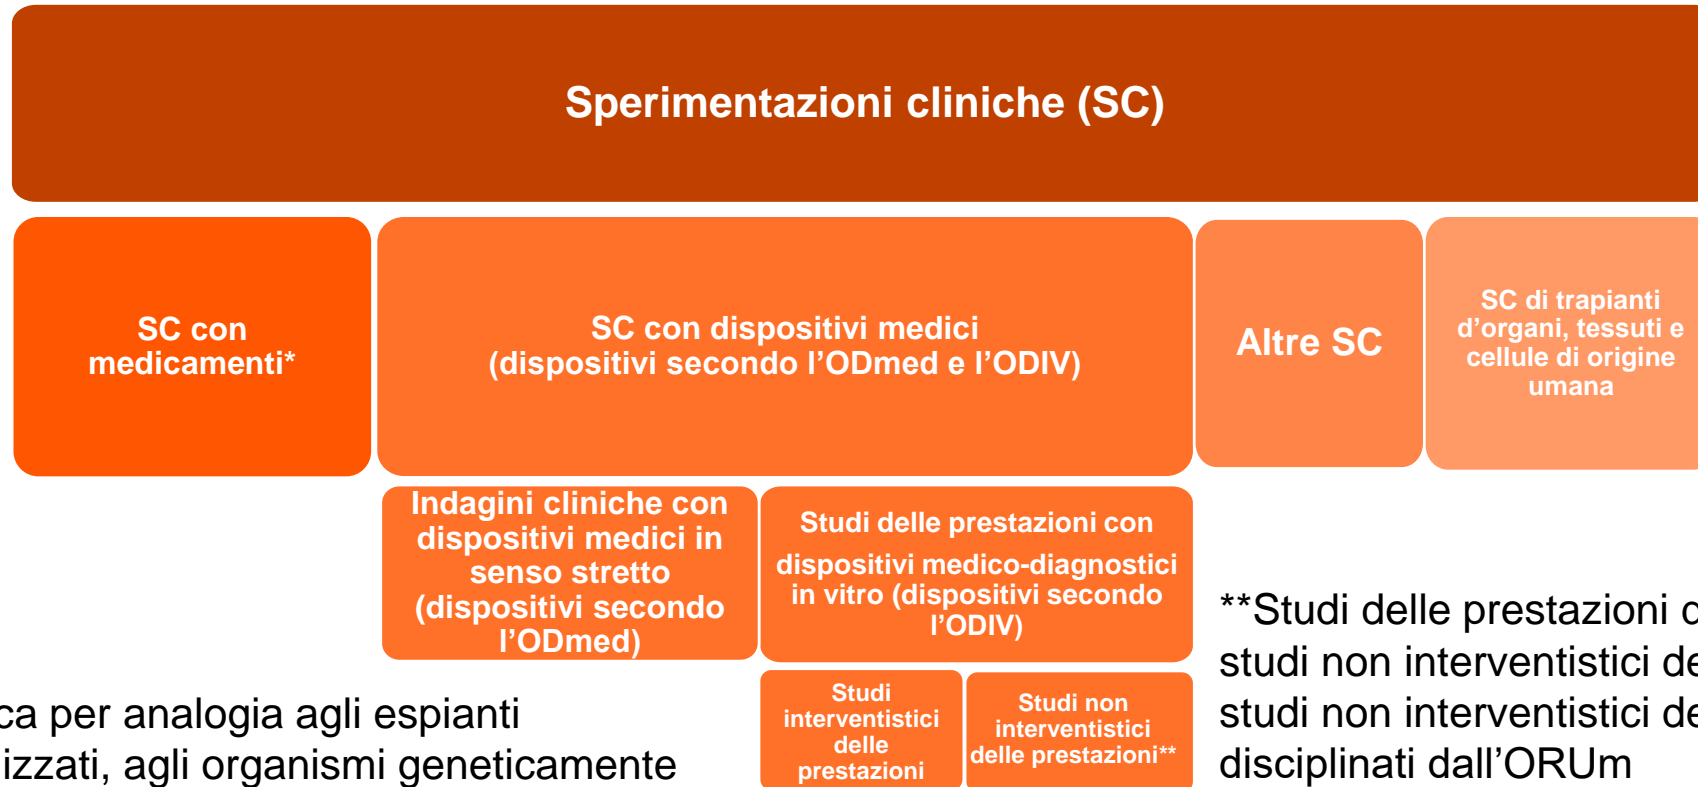 Sperimentazioni cliniche (SC)
SC con
medicamenti*
SC con dispositivi medici
(dispositivi secondo l’ODmed e l’ODIV)
Altre SC
SC di trapianti
d’organi, tessuti e
cellule di origine
umana
Indagini cliniche con
dispositivi medici in
senso stretto
(dispositivi secondo
l’ODmed)
Studi delle prestazioni con
dispositivi medico-diagnostici
in vitro (dispositivi secondo
l’ODIV)
Studi
interventistici
delle
prestazioni
Studi non
interventistici
delle prestazioni**
per analogia agli espianti
agli organismi geneticamente
**Studi delle prestazioni
studi non interventistici
studi non interventistici
disciplinati dall’ORUm